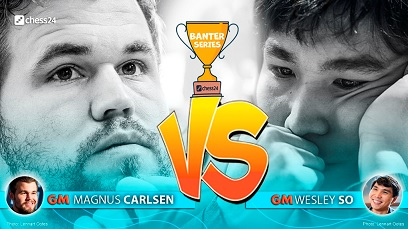 chess24
BANTER
SERIES
chess24
VS
GM MAGNUS CARLSEN
GM WESLEY SO
Photo: Lennart Ootes
Photo: Lennart Ootes